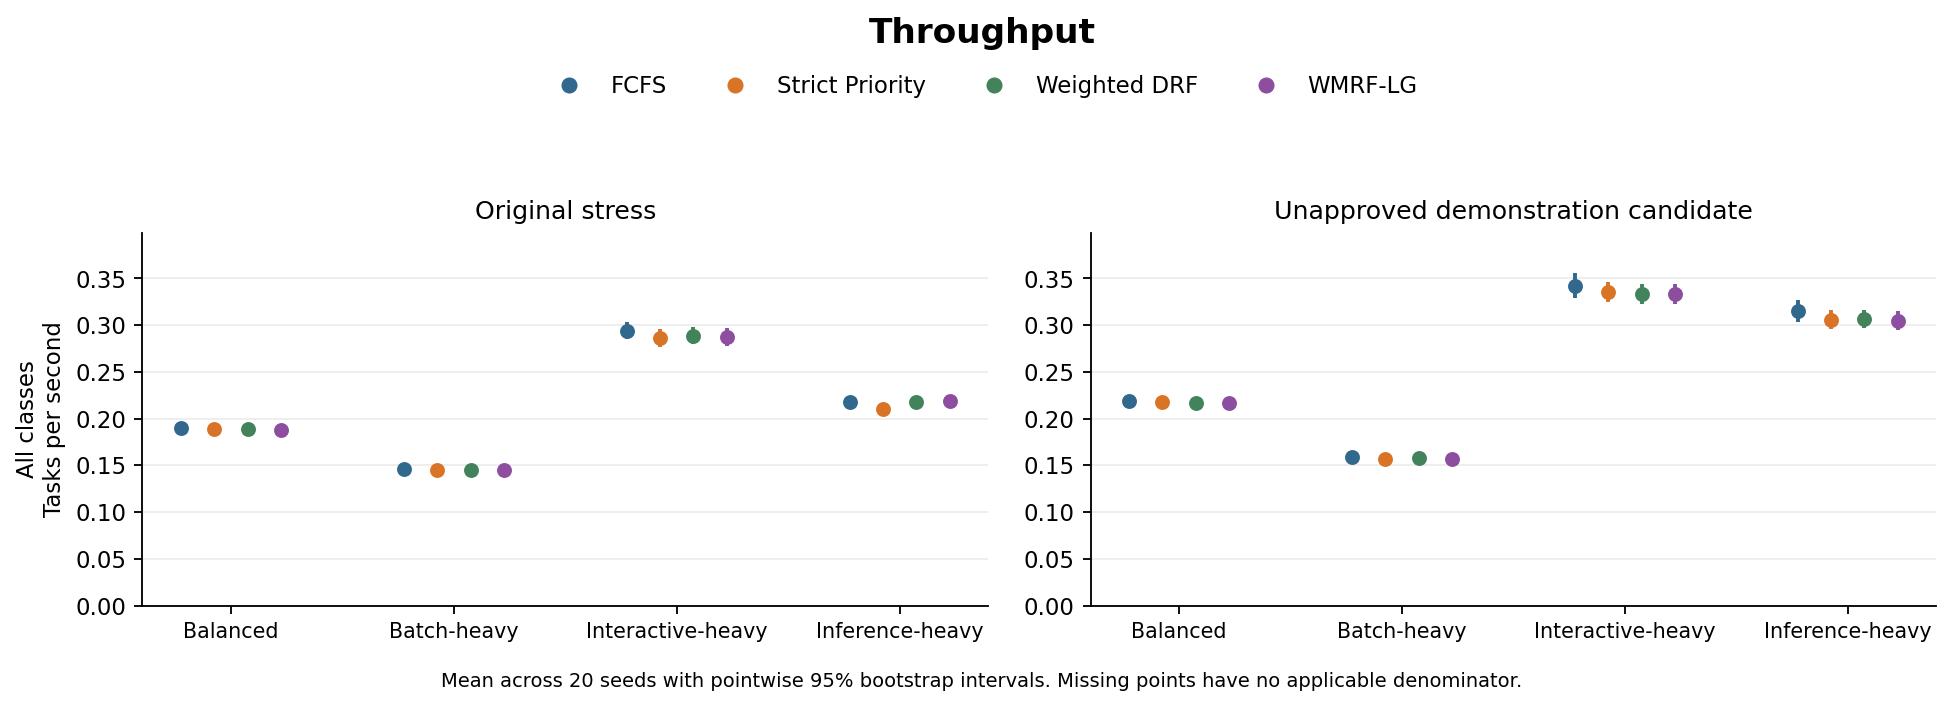 Throughput
FCFS Strict Priority Weighted DRF WMRF-LG
Original stress
All classes
Tasks per second
0.35
0.30
0.25
0.20
0.15
0.10
0.05
0.00
Balanced Batch-heavy Interactive-heavy Inference-heavy
Unapproved demonstration candidate
0.35
0.30
0.25
0.20
0.15
0.10
0.05
0.00
Balanced Batch-heavy Interactive-heavy Inference-heavy
Mean across 20 seeds with pointwise 95% bootstrap intervals. Missing points have no applicable denominator.